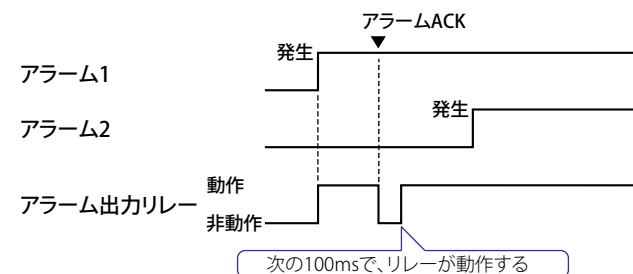 アラームACK
発生
アラーム1
発生
アラーム2
動作
アラーム出力リレー
非動作
次の100msで、リレーが動作する